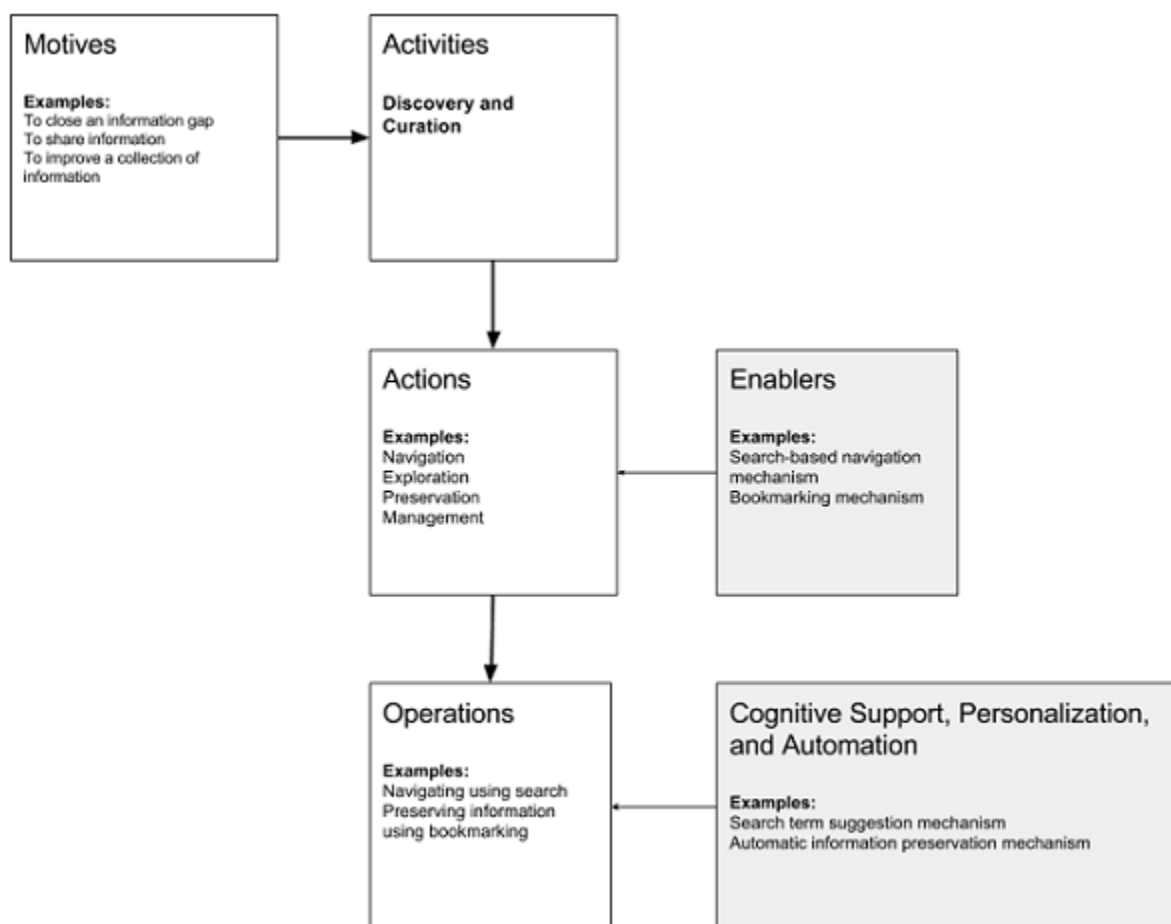 Motives
Examples:
To close an information gap
To share information
To improve a collection of
information
Activities
Discovery and
Curation
Actions
Examples:
Navigation
Exploration
Preservation
Management
Enablers
Examples:
Search-based navigation
mechanism
Bookmarking mechanism
Operations
Examples:
Navigating using search
Preserving information
using bookmarking
Cognitive Support, Personalization,
and Automation
Examples:
Search term suggestion mechanism
Automatic information preservation mechanism